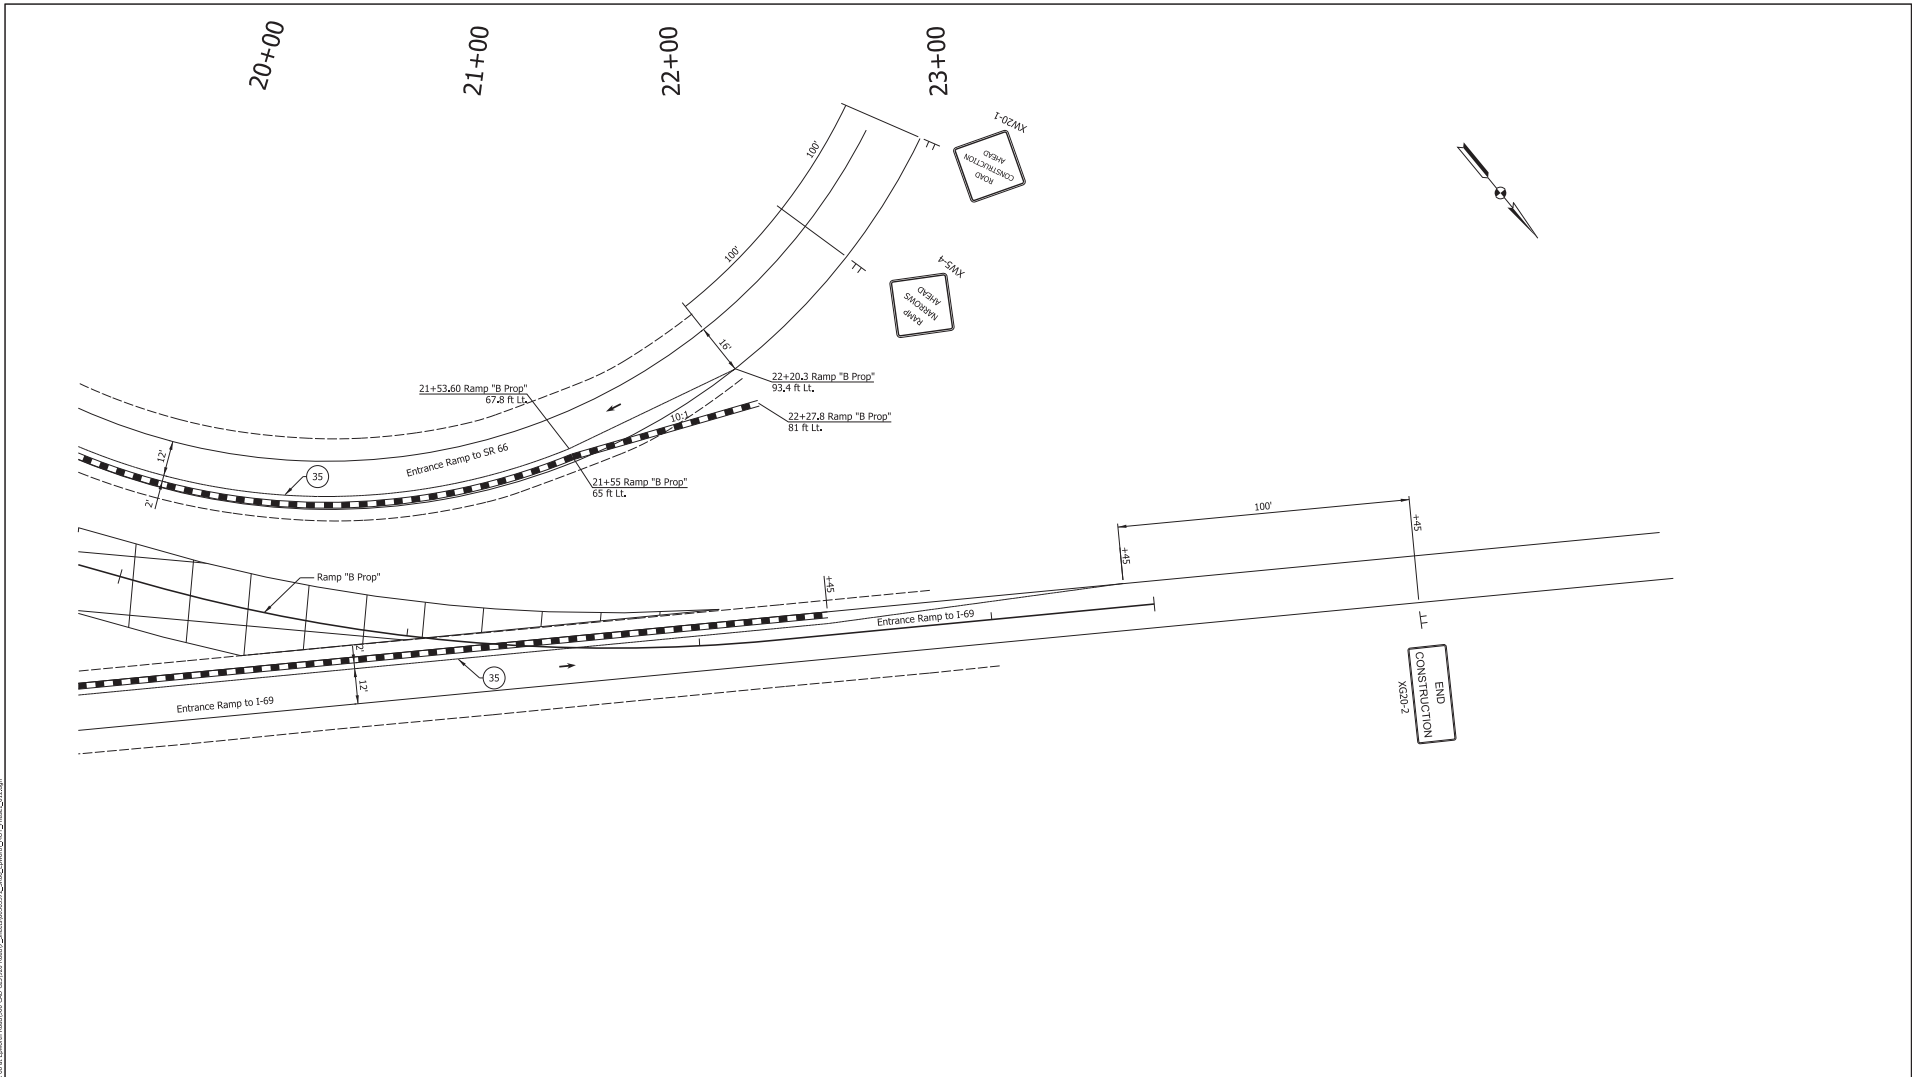 20+00
21+00
22+00
23+00
XW20-1
ROAD
CONSTRUCTION
AHEAD
100'
100'
XW5-4
RAMP
NARROWS
AHEAD
16'
21+53.60 Ramp "B Prop"
67.8 ft Lt.
22+20.3 Ramp "B Prop"
93.4 ft Lt.
10:1
22+27.8 Ramp "B Prop"
81 ft Lt.
12'
Entrance Ramp to SR 66
35
21+55 Ramp "B Prop"
65 ft Lt.
2'
100'
+45
+45
+45
Ramp "B Prop"
Entrance Ramp to I-69
2'
12'
35
Entrance Ramp to I-69
END
CONSTRUCTION
XG20-2